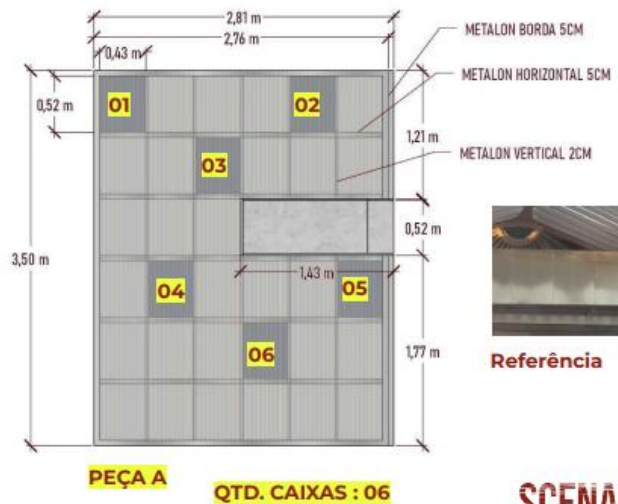 2,81 m
2,76 m
0,43 m
METALON BORDA 5CM
METALON HORIZONTAL 5CM
0,52 m
01
02
1,21 m
03
METALON VERTICAL 2CM
0,52 m
3,50 m
1,43 m
04
05
06
1,77 m
Referência
PEÇA A
QTD. CAIXAS : 06
SCENA